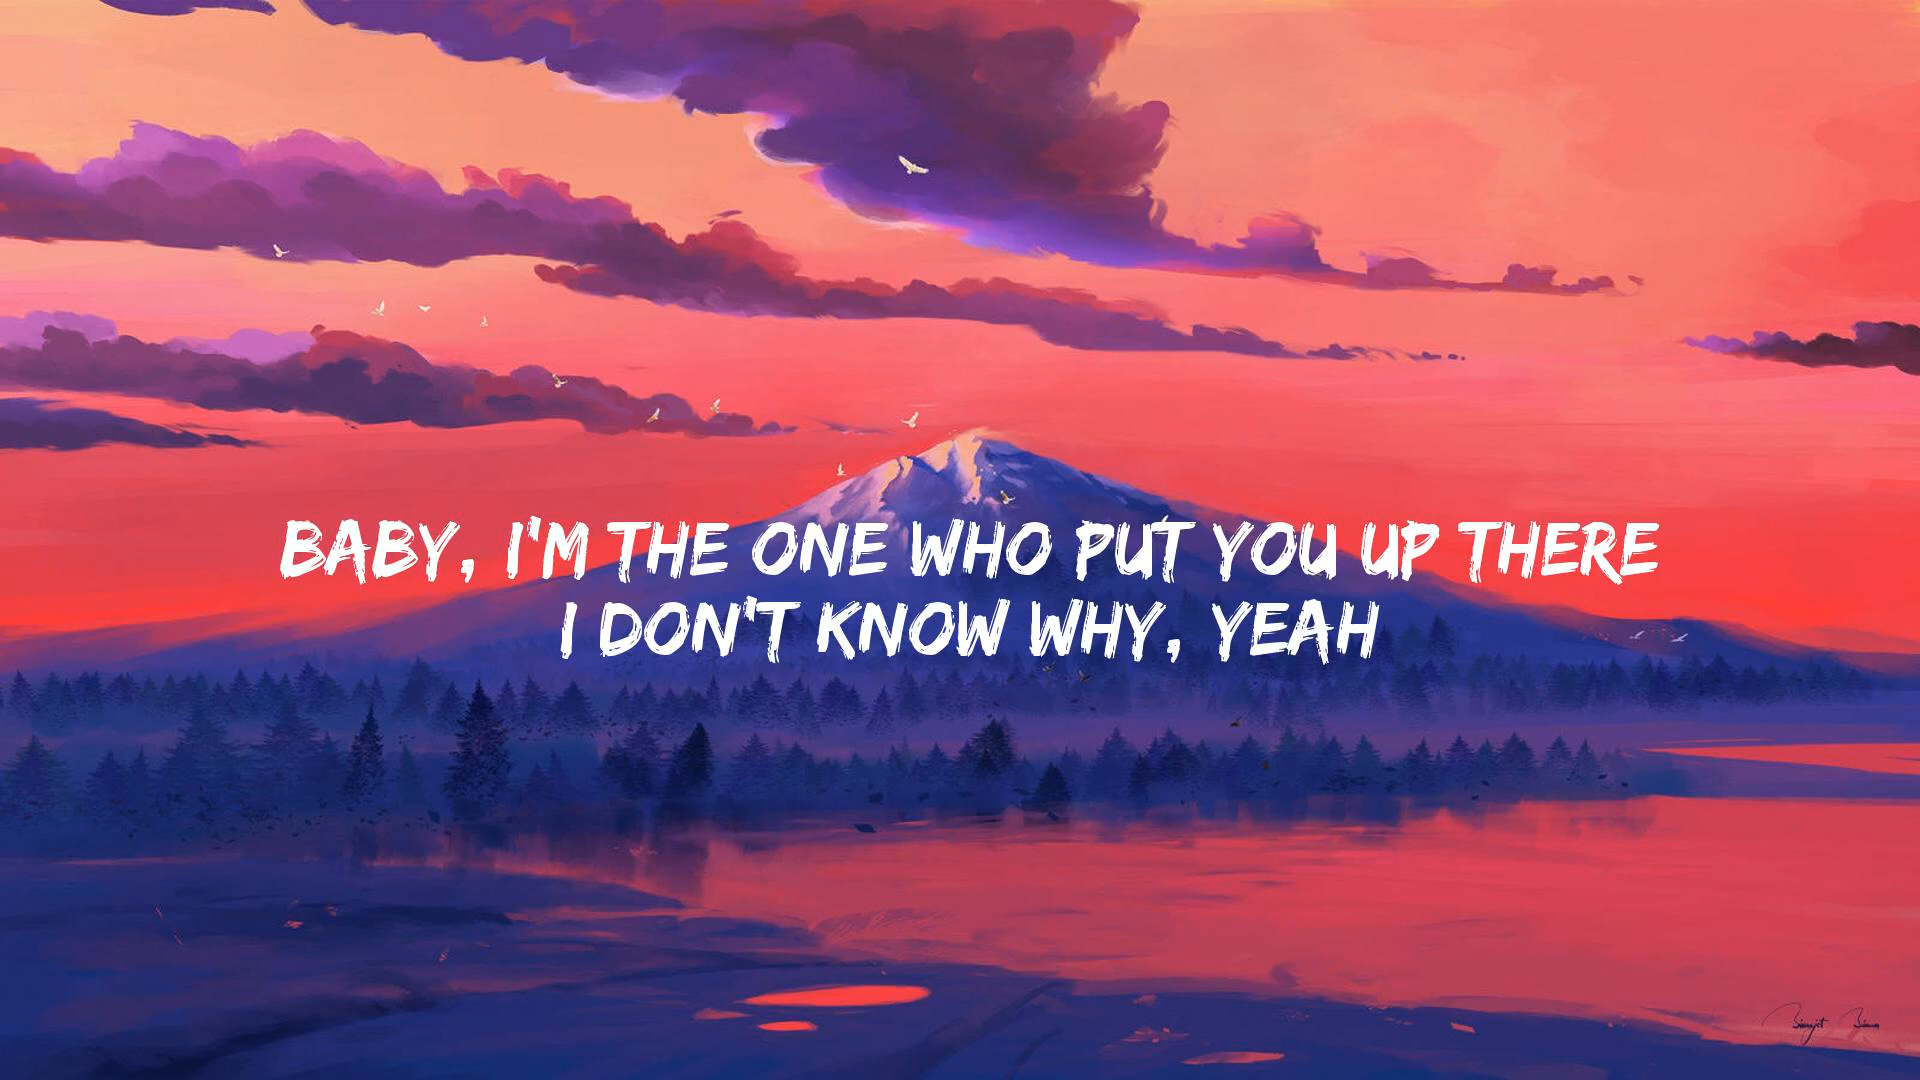 BABY, I'M THE ONE WHO PUT YOU UP THERE
I DON'T KNOW WHY, YEAH